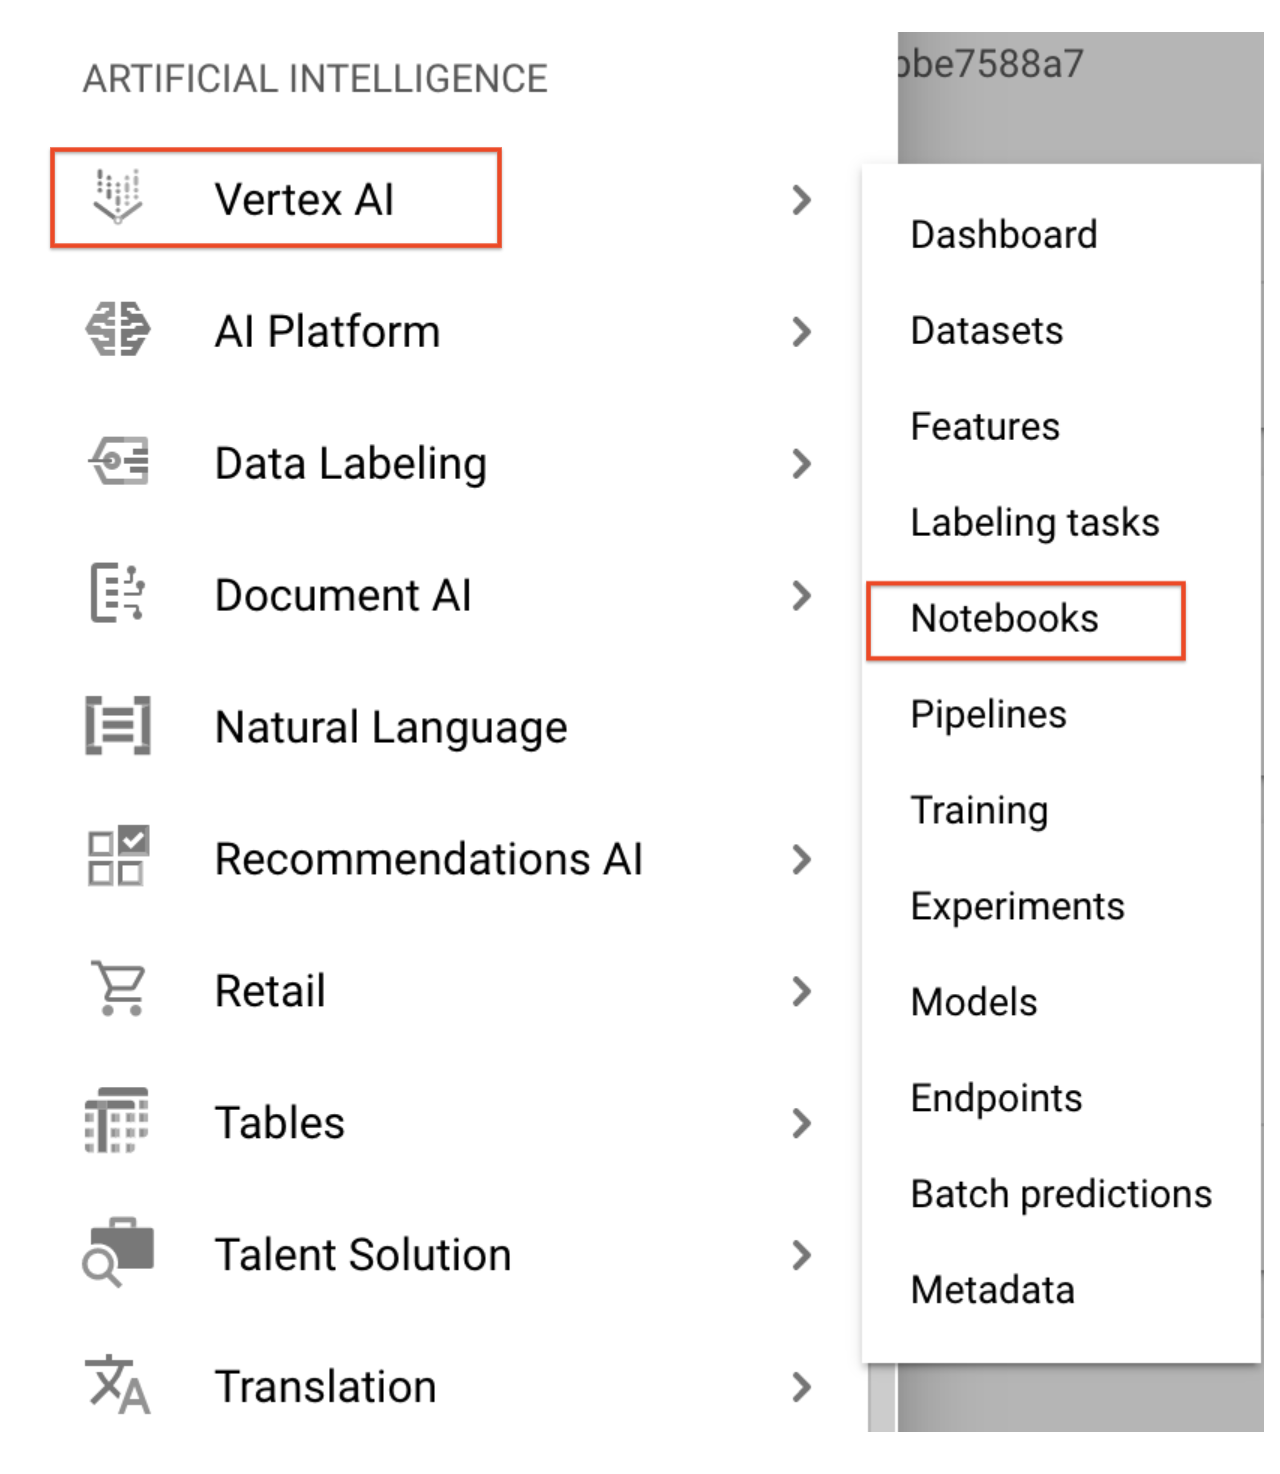 ARTIFICIAL INTELLIGENCE
Vertex AI
AI Platform
Data Labeling
Document AI
Natural Language
Recommendations AI
Retail
Tables
Talent Solution
Translation
be7588a7
Dashboard
Datasets
Features
Labeling tasks
Notebooks
Pipelines
Training
Experiments
Models
Endpoints
Batch predictions
Metadata